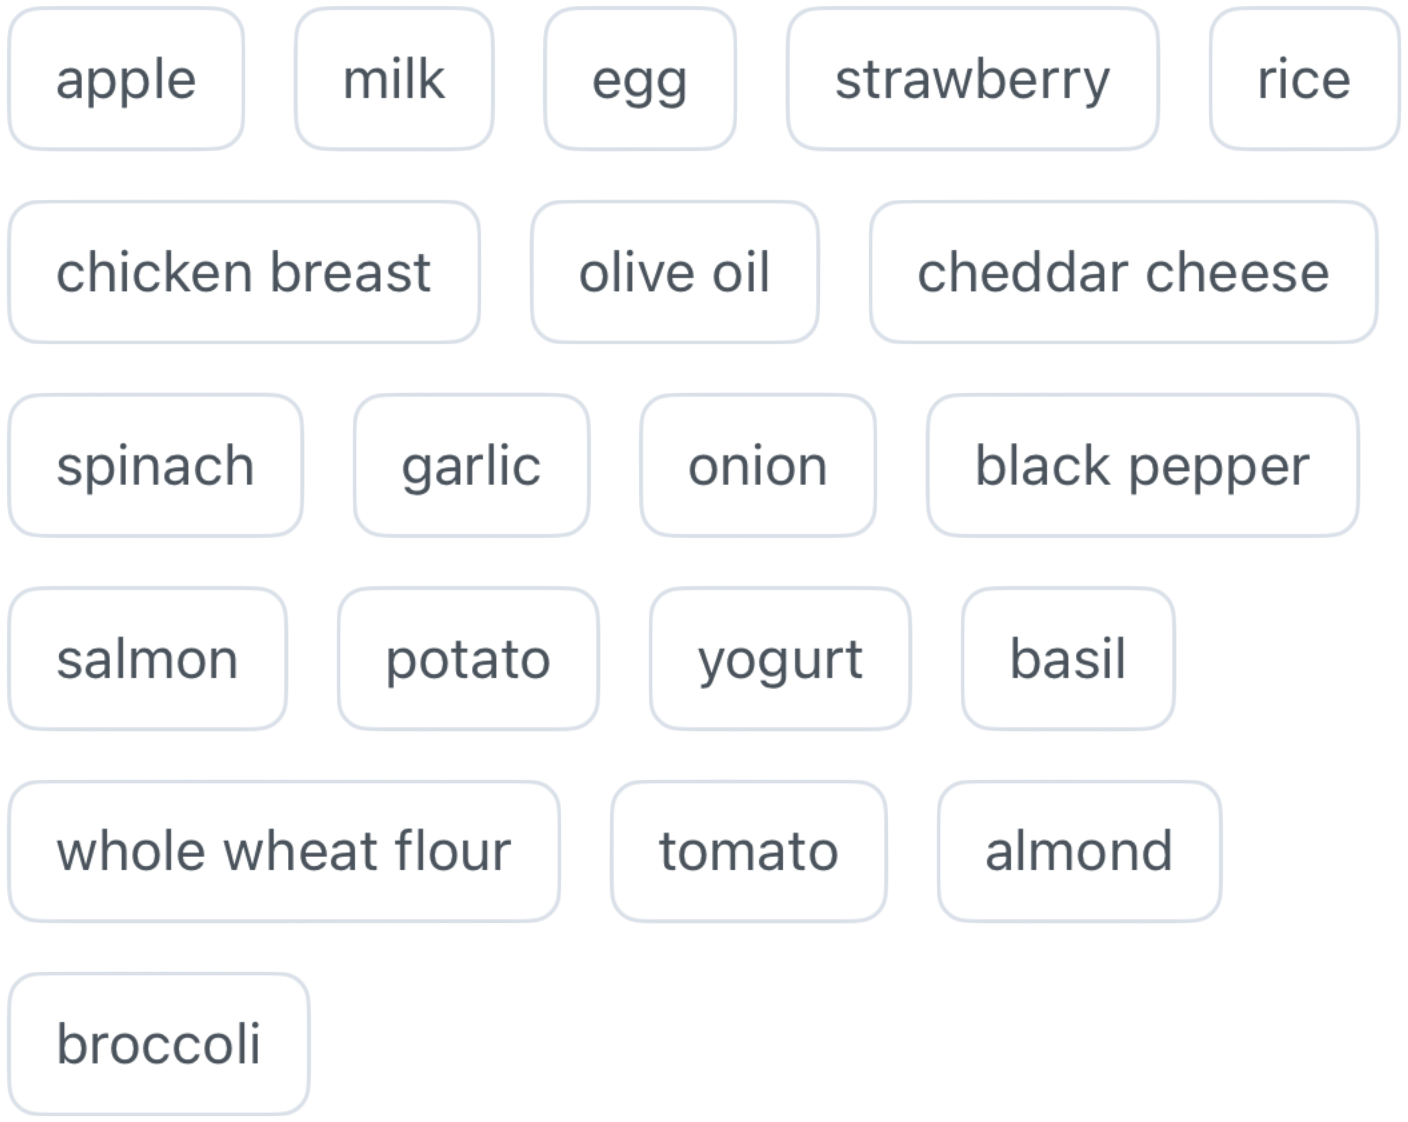 apple milk egg strawberry rice
chicken breast olive oil cheddar cheese
spinach garlic onion black pepper
salmon potato yogurt basil
whole wheat flour tomato almond
broccoli